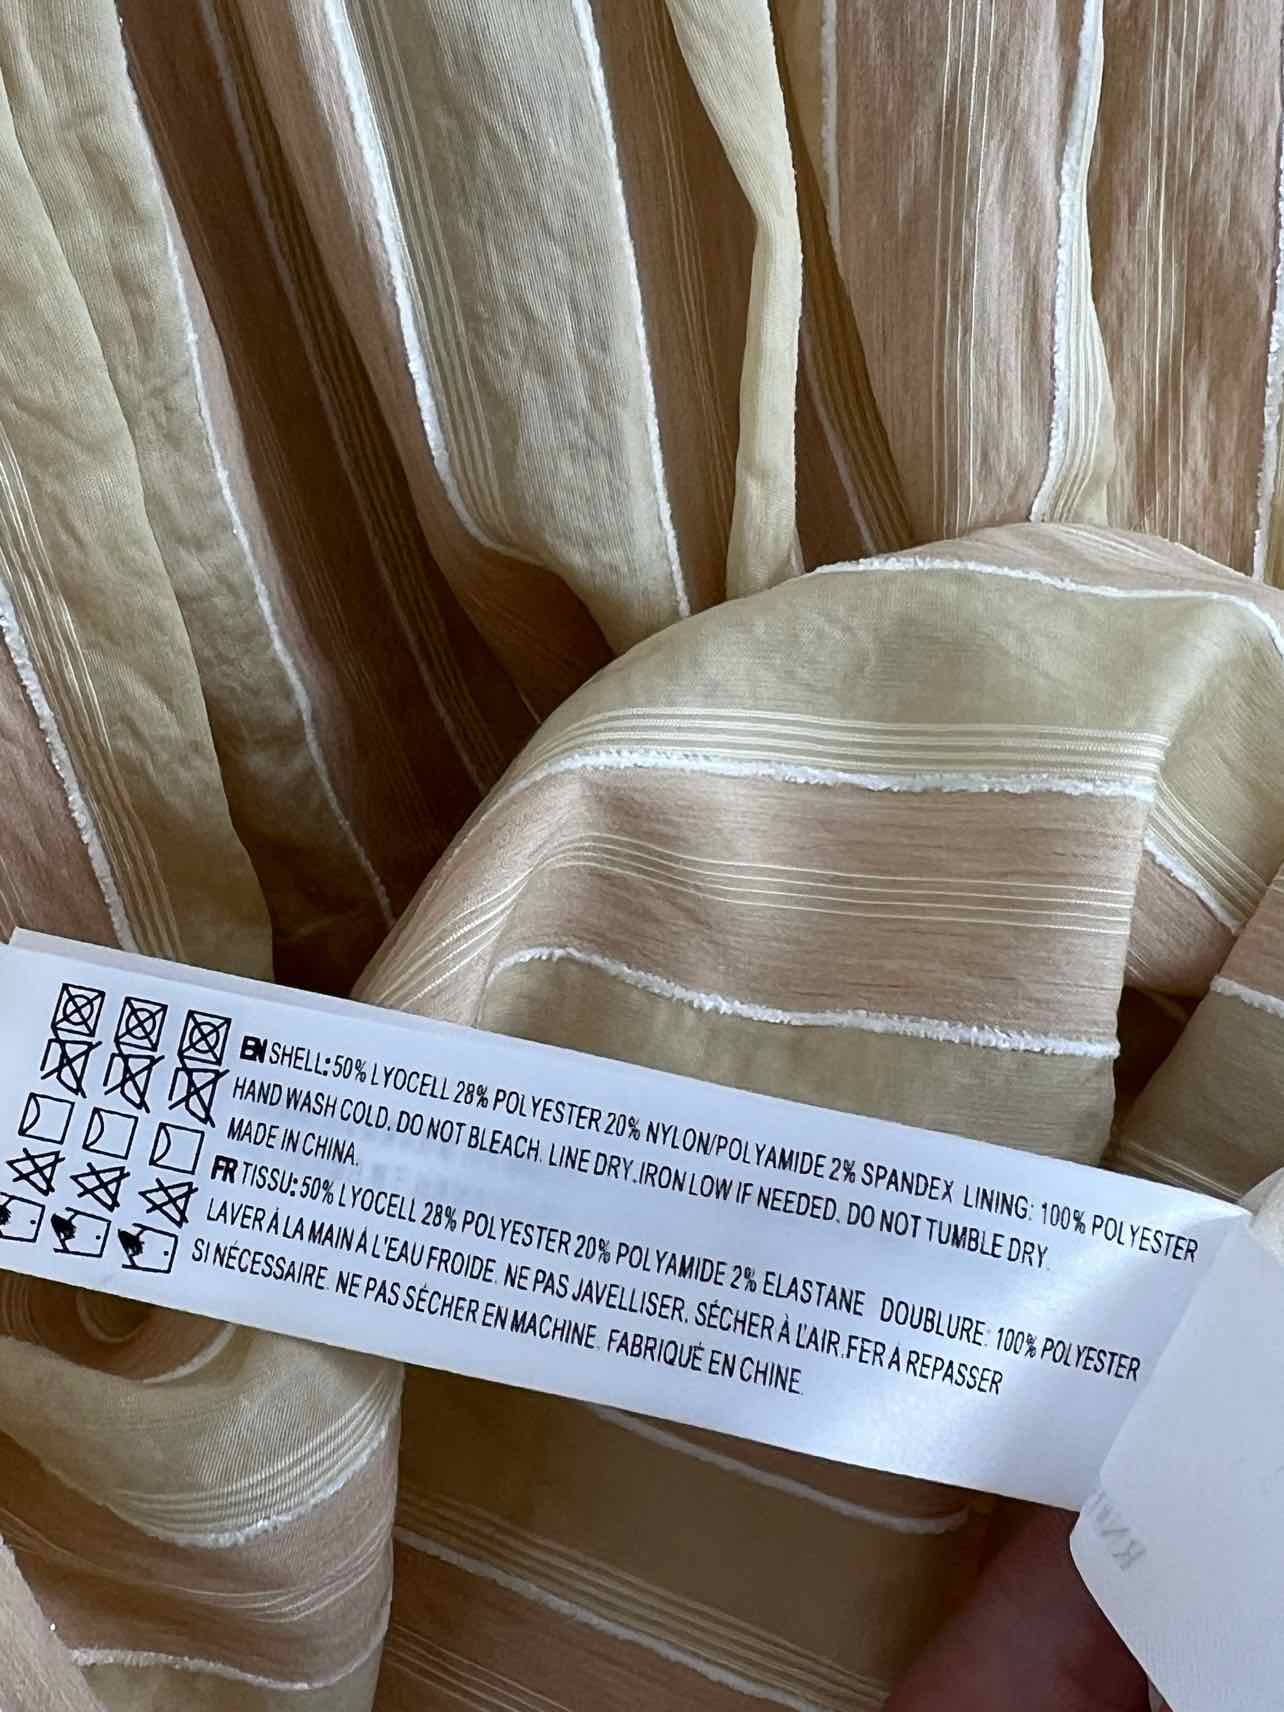 EN SHELL: 50% LYOCELL 28% POLYESTER 20% NYLON/POLYAMIDE 2% SPANDEX LINING: 100% POLYESTER
HAND WASH COLD. DO NOT BLEACH. LINE DRY. IRON LOW IF NEEDED. DO NOT TUMBLE DRY.
MADE IN CHINA.
FR TISSU: 50% LYOCELL 28% POLYESTER 20% POLYAMIDE 2% ELASTANE DOUBLURE: 100% POLYESTER
LAVER À LA MAIN À L'EAU FROIDE. NE PAS JAVELLISER. SÉCHER À L'AIR. FER À REPASSER
SI NÉCESSAIRE. NE PAS SÉCHER EN MACHINE. FABRIQUÉ EN CHINE.